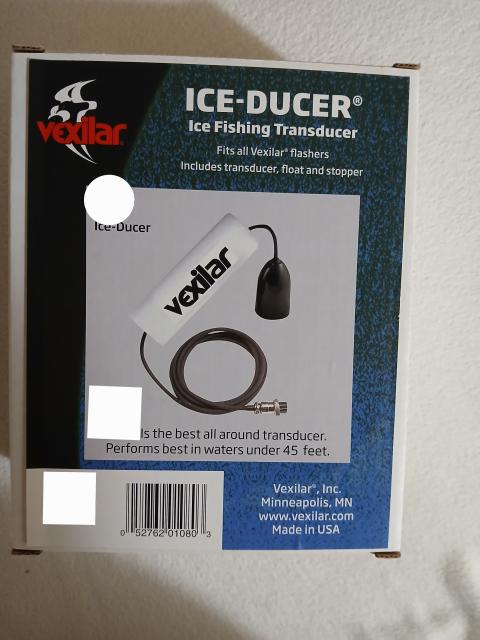 vexilar®
ICE-DUCER®
Ice Fishing Transducer
Fits all Vexilar® flashers
Includes transducer, float and stopper
Ice-Ducer
vexilar
Is the best all around transducer.
Performs best in waters under 45 feet.
0 52762 01080 3
Vexilar®, Inc.
Minneapolis, MN
www.vexilar.com
Made in USA